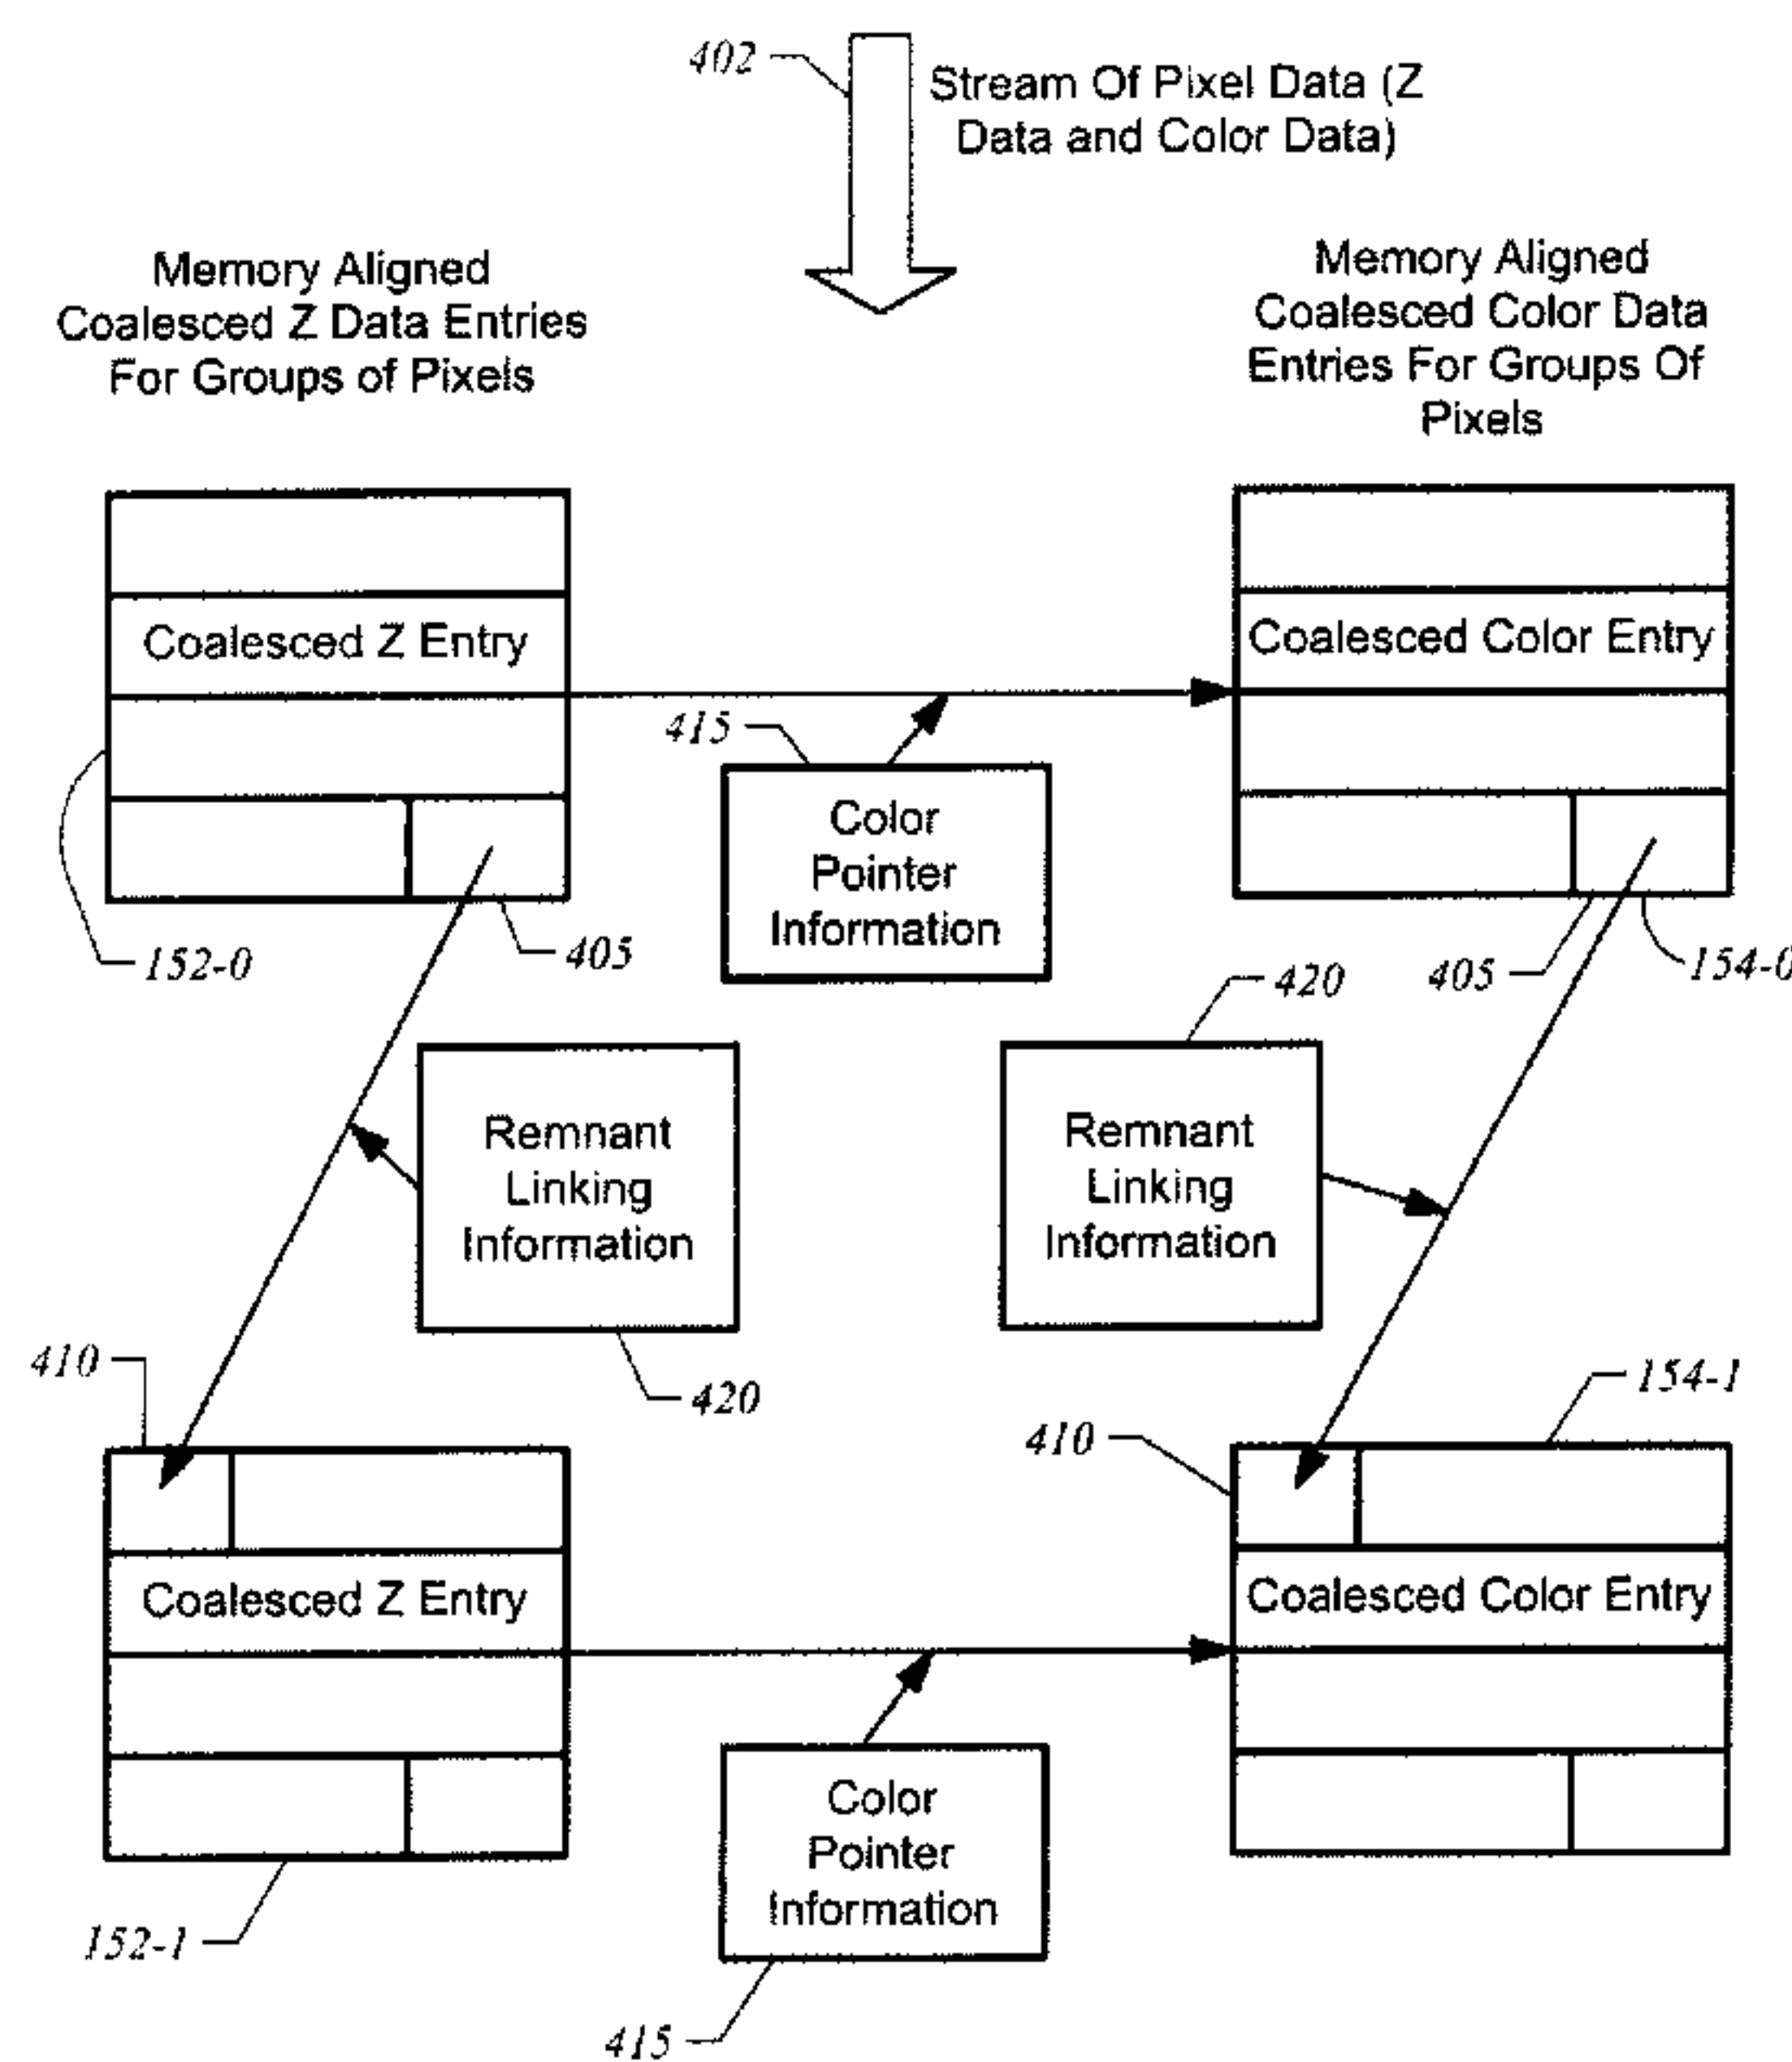 402
Stream Of Pixel Data (Z
Data and Color Data)
Memory Aligned
Coalesced Z Data Entries
For Groups of Pixels
Memory Aligned
Coalesced Color Data
Entries For Groups Of
Pixels
Coalesced Z Entry
Coalesced Color Entry
415
Color
Pointer
Information
152-0
405
405
154-0
420
Remnant
Linking
Information
Remnant
Linking
Information
410
420
154-1
410
Coalesced Z Entry
Coalesced Color Entry
Color
Pointer
Information
152-1
415